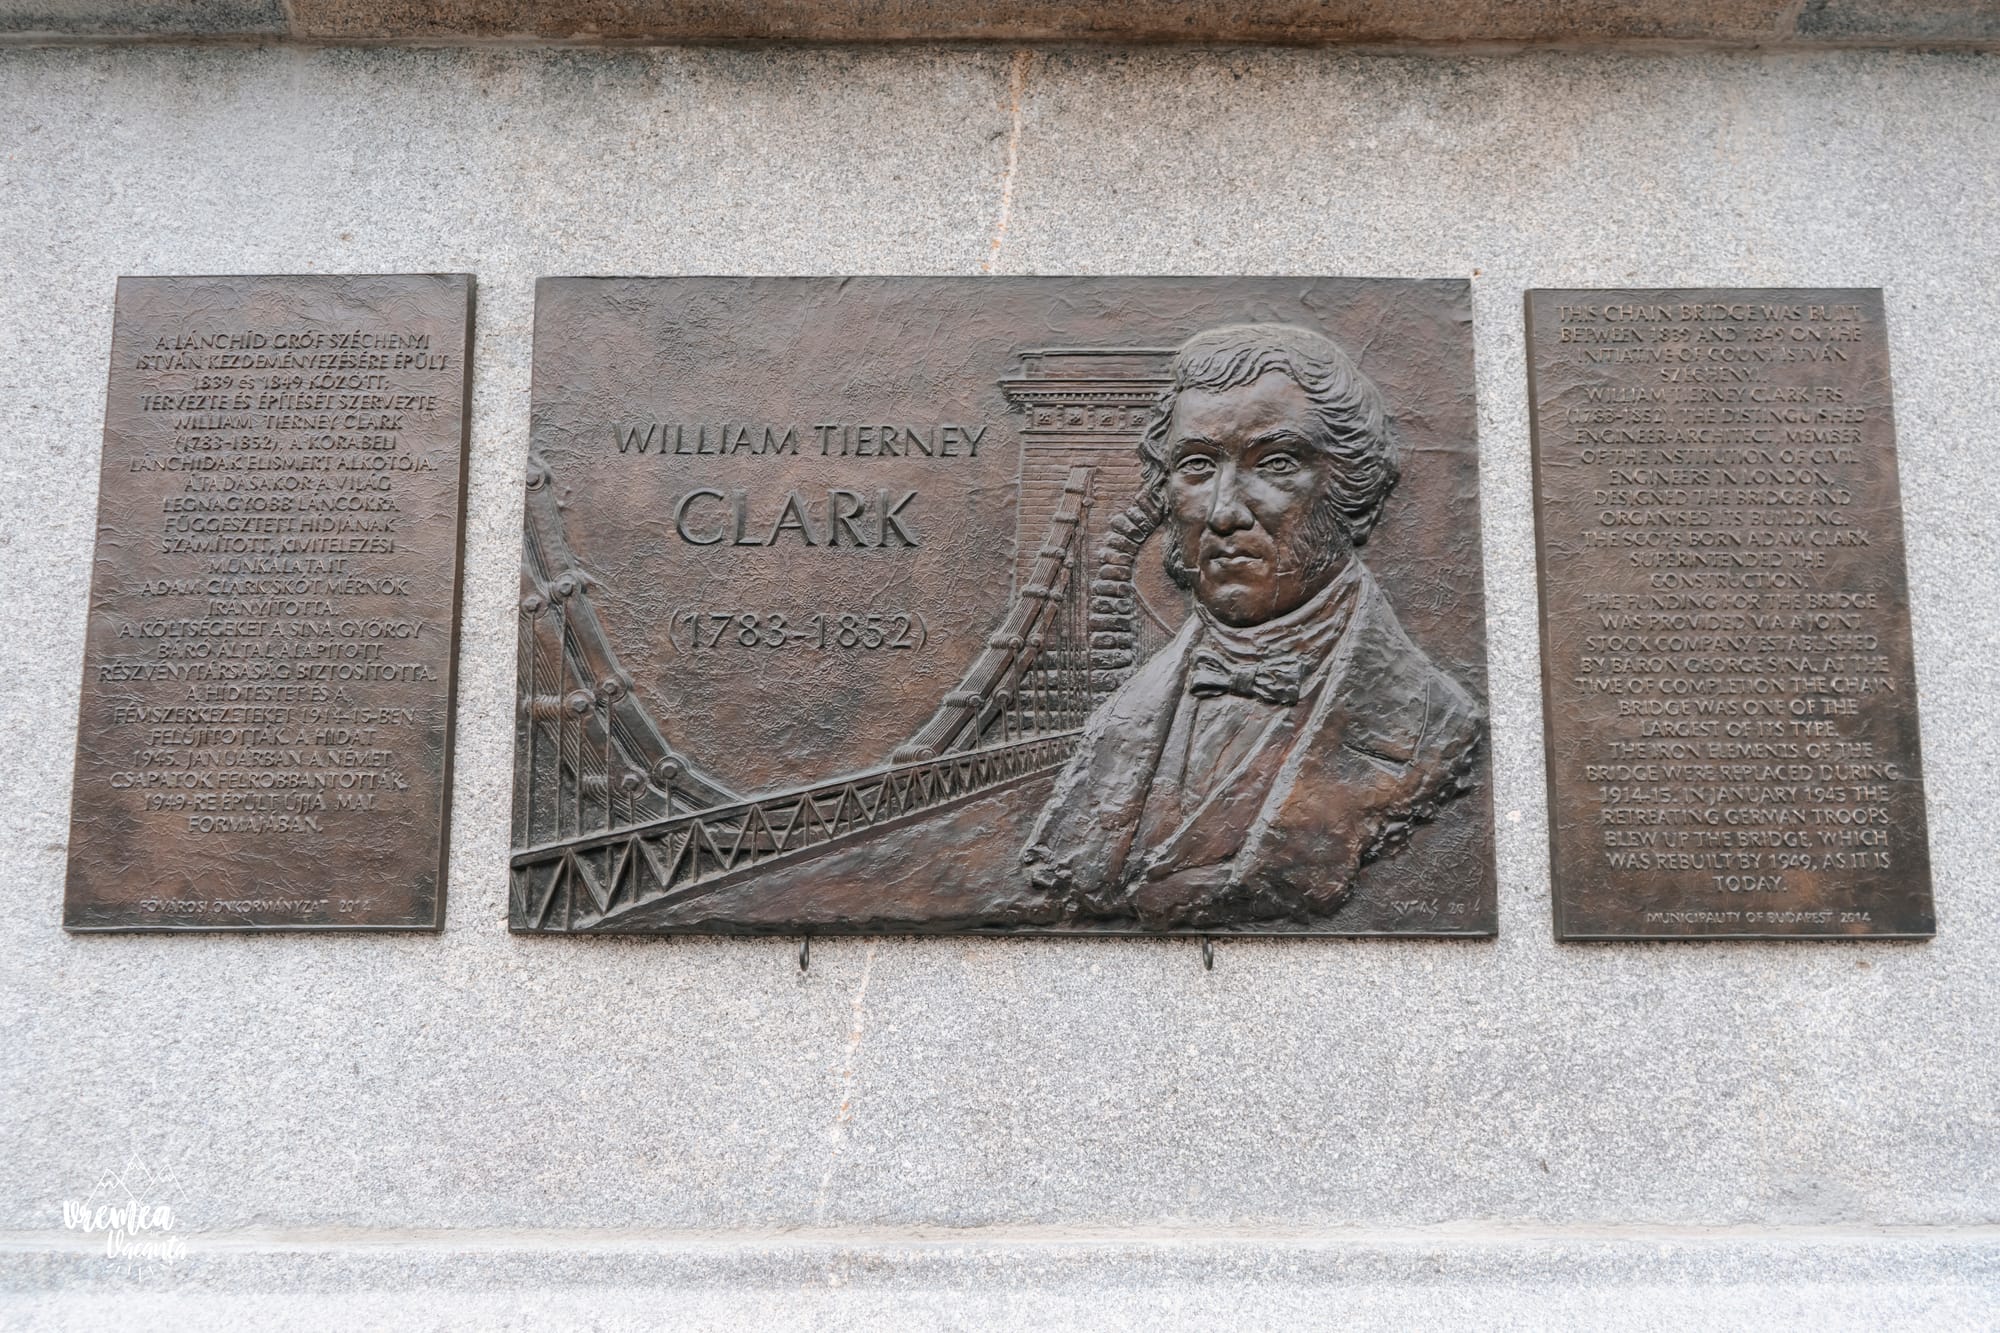 A LÁNCHÍD GRÓF SZÉCHENYI
ISTVÁN KEZDEMÉNYEZÉSÉRE ÉPÜLT
1839 és 1849 KÖZÖTT;
TERVEZTE ÉS ÉPÍTÉSÉT SZERVEZTE
WILLIAM TIERNEY CLARK
(1783-1852), A KORABELI
LÁNCHIDAK ELISMERT ALKOTÓJA.
ÁTADÁSAKOR A VILÁG
LEGNAGYOBB LÁNCOKRA
FÜGGESZTETT HÍDJÁNAK
SZÁMÍTOTT, KIVITELEZÉSI
MUNKÁLATAIT
ADAM CLARK SKÓT MÉRNÖK
IRÁNYÍTOTTA.
A KÖLTSÉGEKET A SINA GYÖRGY
BÁRÓ ÁLTAL ALAPÍTOTT
RÉSZVÉNYTÁRSASÁG BIZTOSÍTOTTA.
A HÍDTESTET ÉS A
FÉMSZERKEZETEKET 1914-15-BEN
FELÚJÍTOTTÁK. A HIDAT
1945. JANUÁRBAN A NÉMET
CSAPATOK FELROBBANTOTTÁK.
1949-RE ÉPÜLT ÚJJÁ MAI
FORMÁJÁBAN.
FŐVÁROSI ÖNKORMÁNYZAT 2014
WILLIAM TIERNEY
CLARK
(1783-1852)
KUTAS 2014
THIS CHAIN BRIDGE WAS BUILT
BETWEEN 1839 AND 1849 ON THE
INITIATIVE OF COUNT ISTVÁN
SZÉCHENYI.
WILLIAM TIERNEY CLARK FRS
(1783-1852), THE DISTINGUISHED
ENGINEER-ARCHITECT, MEMBER
OF THE INSTITUTION OF CIVIL
ENGINEERS IN LONDON,
DESIGNED THE BRIDGE AND
ORGANISED ITS BUILDING.
THE SCOTS BORN ADAM CLARK
SUPERINTENDED THE
CONSTRUCTION.
THE FUNDING FOR THE BRIDGE
WAS PROVIDED VIA A JOINT
STOCK COMPANY ESTABLISHED
BY BARON GEORGE SINA. AT THE
TIME OF COMPLETION THE CHAIN
BRIDGE WAS ONE OF THE
LARGEST OF ITS TYPE.
THE IRON ELEMENTS OF THE
BRIDGE WERE REPLACED DURING
1914-15. IN JANUARY 1945 THE
RETREATING GERMAN TROOPS
BLEW UP THE BRIDGE, WHICH
WAS REBUILT BY 1949, AS IT IS
TODAY.
MUNICIPALITY OF BUDAPEST 2014
Vremea
Vacanță